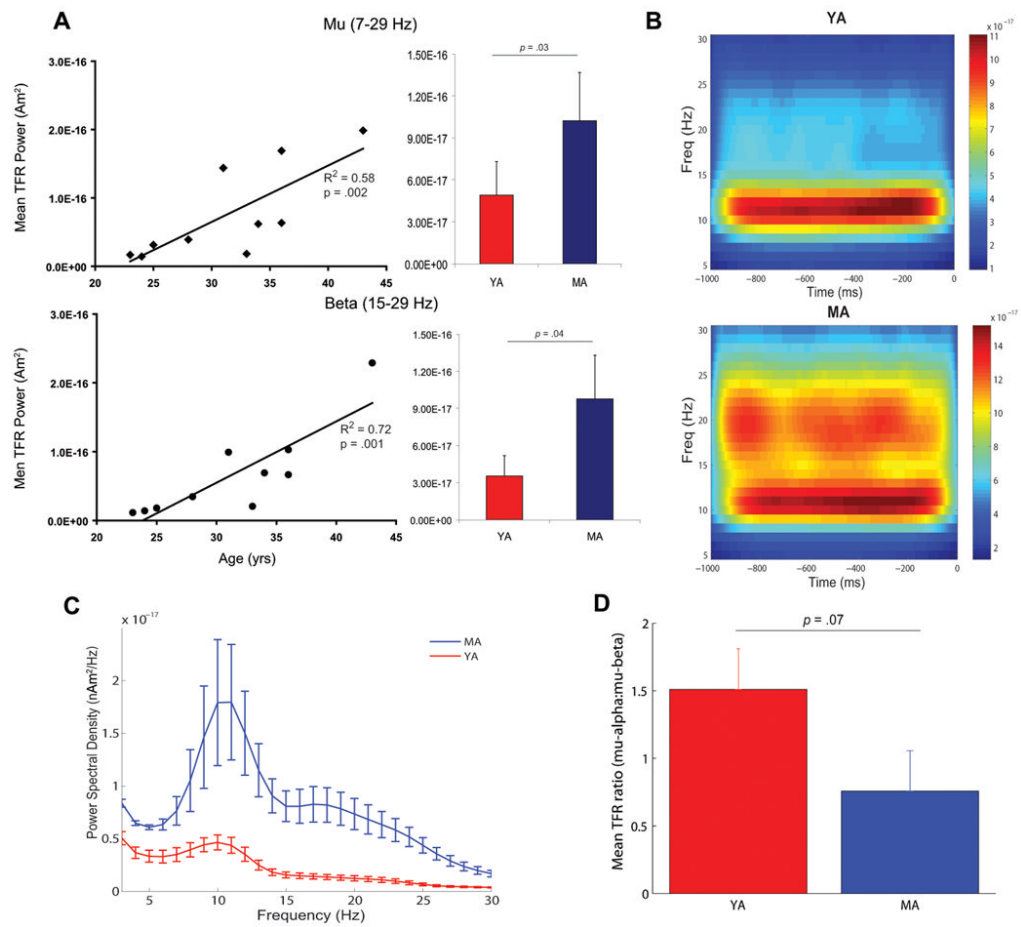 A
Mu (7-29 Hz)
Mean TFR Power (Am²)
3.0E-16
2.0E-16
1.0E-16
0.0E+00
20 25 30 35 40 45
R² = 0.58
p = .002
1.50E-16
1.20E-16
9.00E-17
6.00E-17
3.00E-17
0.00E+00
p = .03
YA MA
Beta (15-29 Hz)
Men TFR Power (Am²)
3.0E-16
2.0E-16
1.0E-16
0.0E+00
20 25 30 35 40 45
Age (yrs)
R² = 0.72
p = .001
1.50E-16
1.20E-16
9.00E-17
6.00E-17
3.00E-17
0.00E+00
p = .04
YA MA
B
YA
Freq (Hz)
30
25
20
15
10
5
−1000 −800 −600 −400 −200 0
Time (ms)
x 10⁻¹⁷
11
10
9
8
7
6
5
4
3
2
1
MA
Freq (Hz)
30
25
20
15
10
5
−1000 −800 −600 −400 −200 0
Time (ms)
x 10⁻¹⁷
14
12
10
8
6
4
2
C
x 10⁻¹⁷
Power Spectral Density (nAm²/Hz)
2
1.5
1
0.5
0
5 10 15 20 25 30
Frequency (Hz)
MA
YA
D
Mean TFR ratio (mu-alpha:mu-beta)
2
1.5
1
0.5
0
p = .07
YA MA